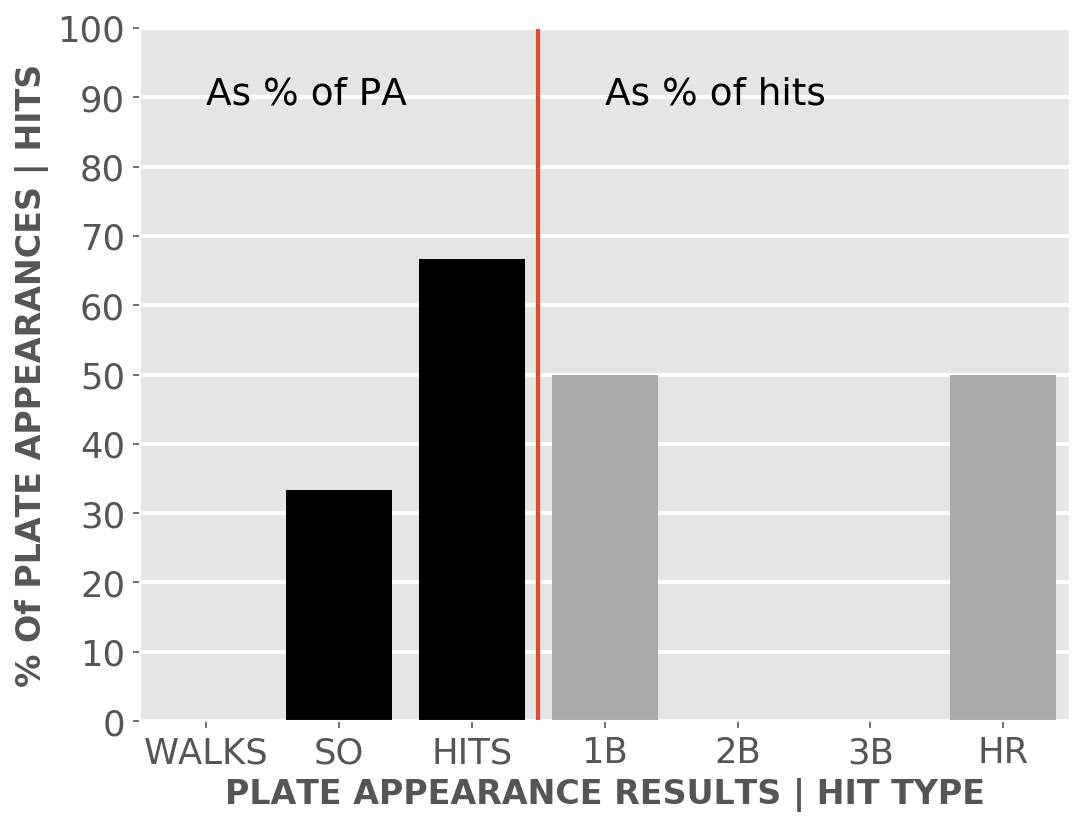 % Of PLATE APPEARANCES | HITS
100
90
80
70
60
50
40
30
20
10
0
As % of PA
As % of hits
WALKS SO HITS 1B 2B 3B HR
PLATE APPEARANCE RESULTS | HIT TYPE